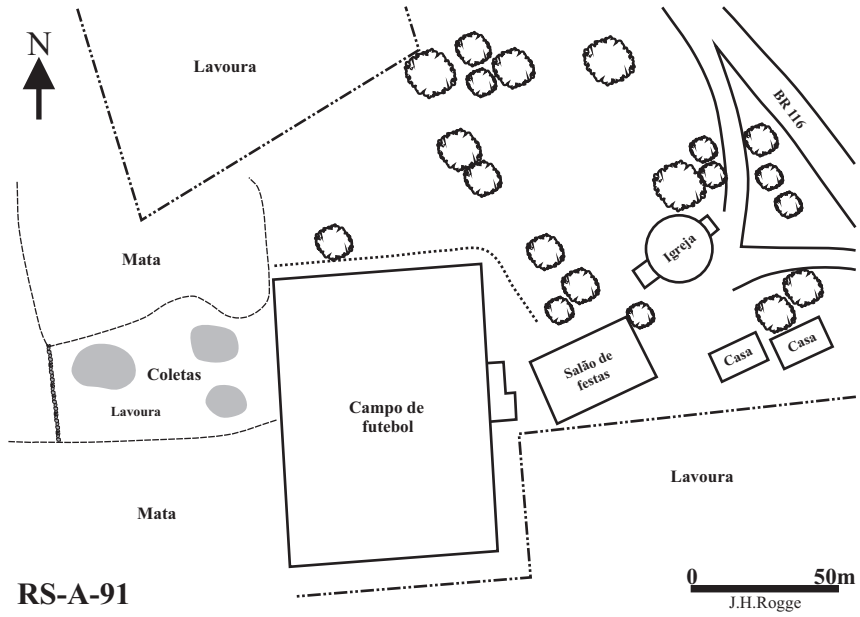 N
Lavoura
BR 116
Igreja
Mata
Coletas
Lavoura
Campo de
futebol
Salão de
festas
Casa
Casa
Lavoura
Mata
RS-A-91
0 50m
J.H.Rogge